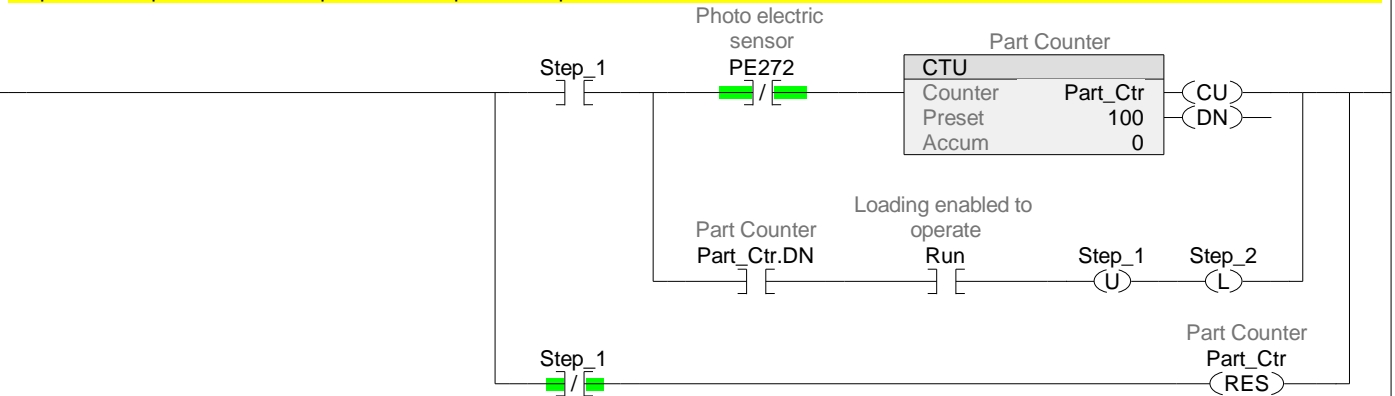 Photo electric
sensor
Part Counter
Step_1
PE272
CTU
Counter Part_Ctr
CU
Preset 100
DN
Accum 0
Loading enabled to
Part Counter
operate
Part_Ctr.DN
Run
Step_1
Step_2
U
L
Part Counter
Step_1
Part_Ctr
/
RES